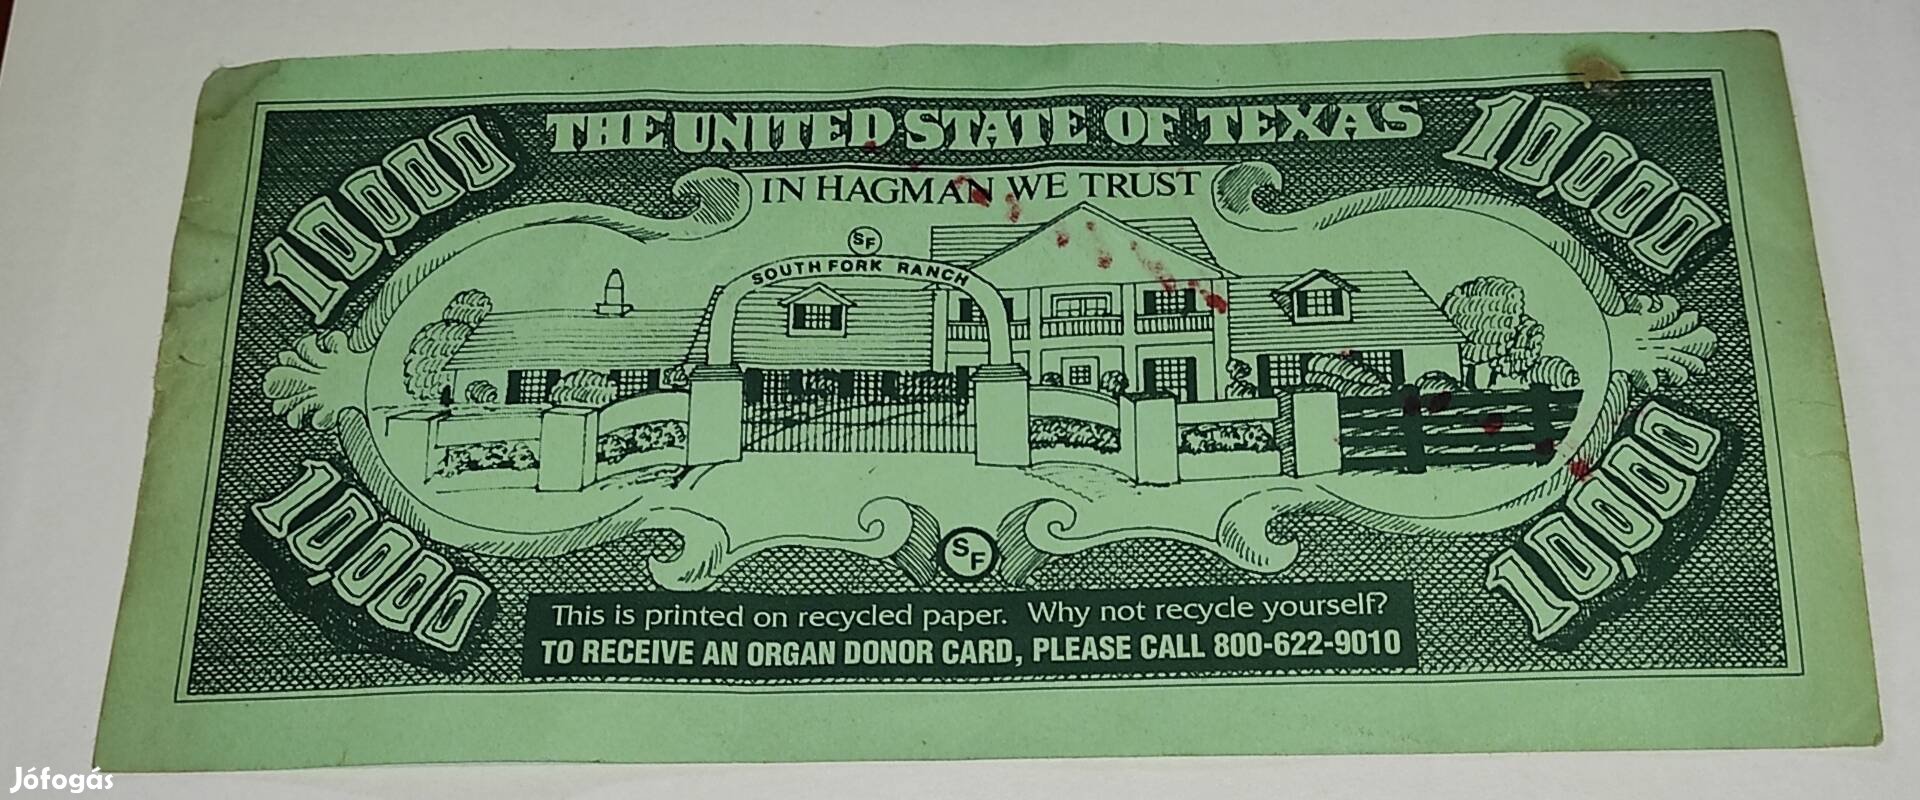 THE UNITED STATE OF TEXAS
10,000
10,000
IN HAGMAN WE TRUST
SF
SOUTH FORK RANCH
10,000
10,000
SF
This is printed on recycled paper. Why not recycle yourself?
TO RECEIVE AN ORGAN DONOR CARD, PLEASE CALL 800-622-9010
Jófogás